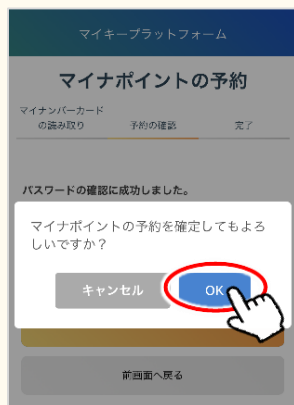 マイキープラットフォーム
マイナポイントの予約
マイナンバーカード
の読み取り
予約の確認
完了
パスワードの確認に成功しました。
マイナポイントの予約を確定してもよろ
しいですか？
キャンセル
OK
前画面へ戻る